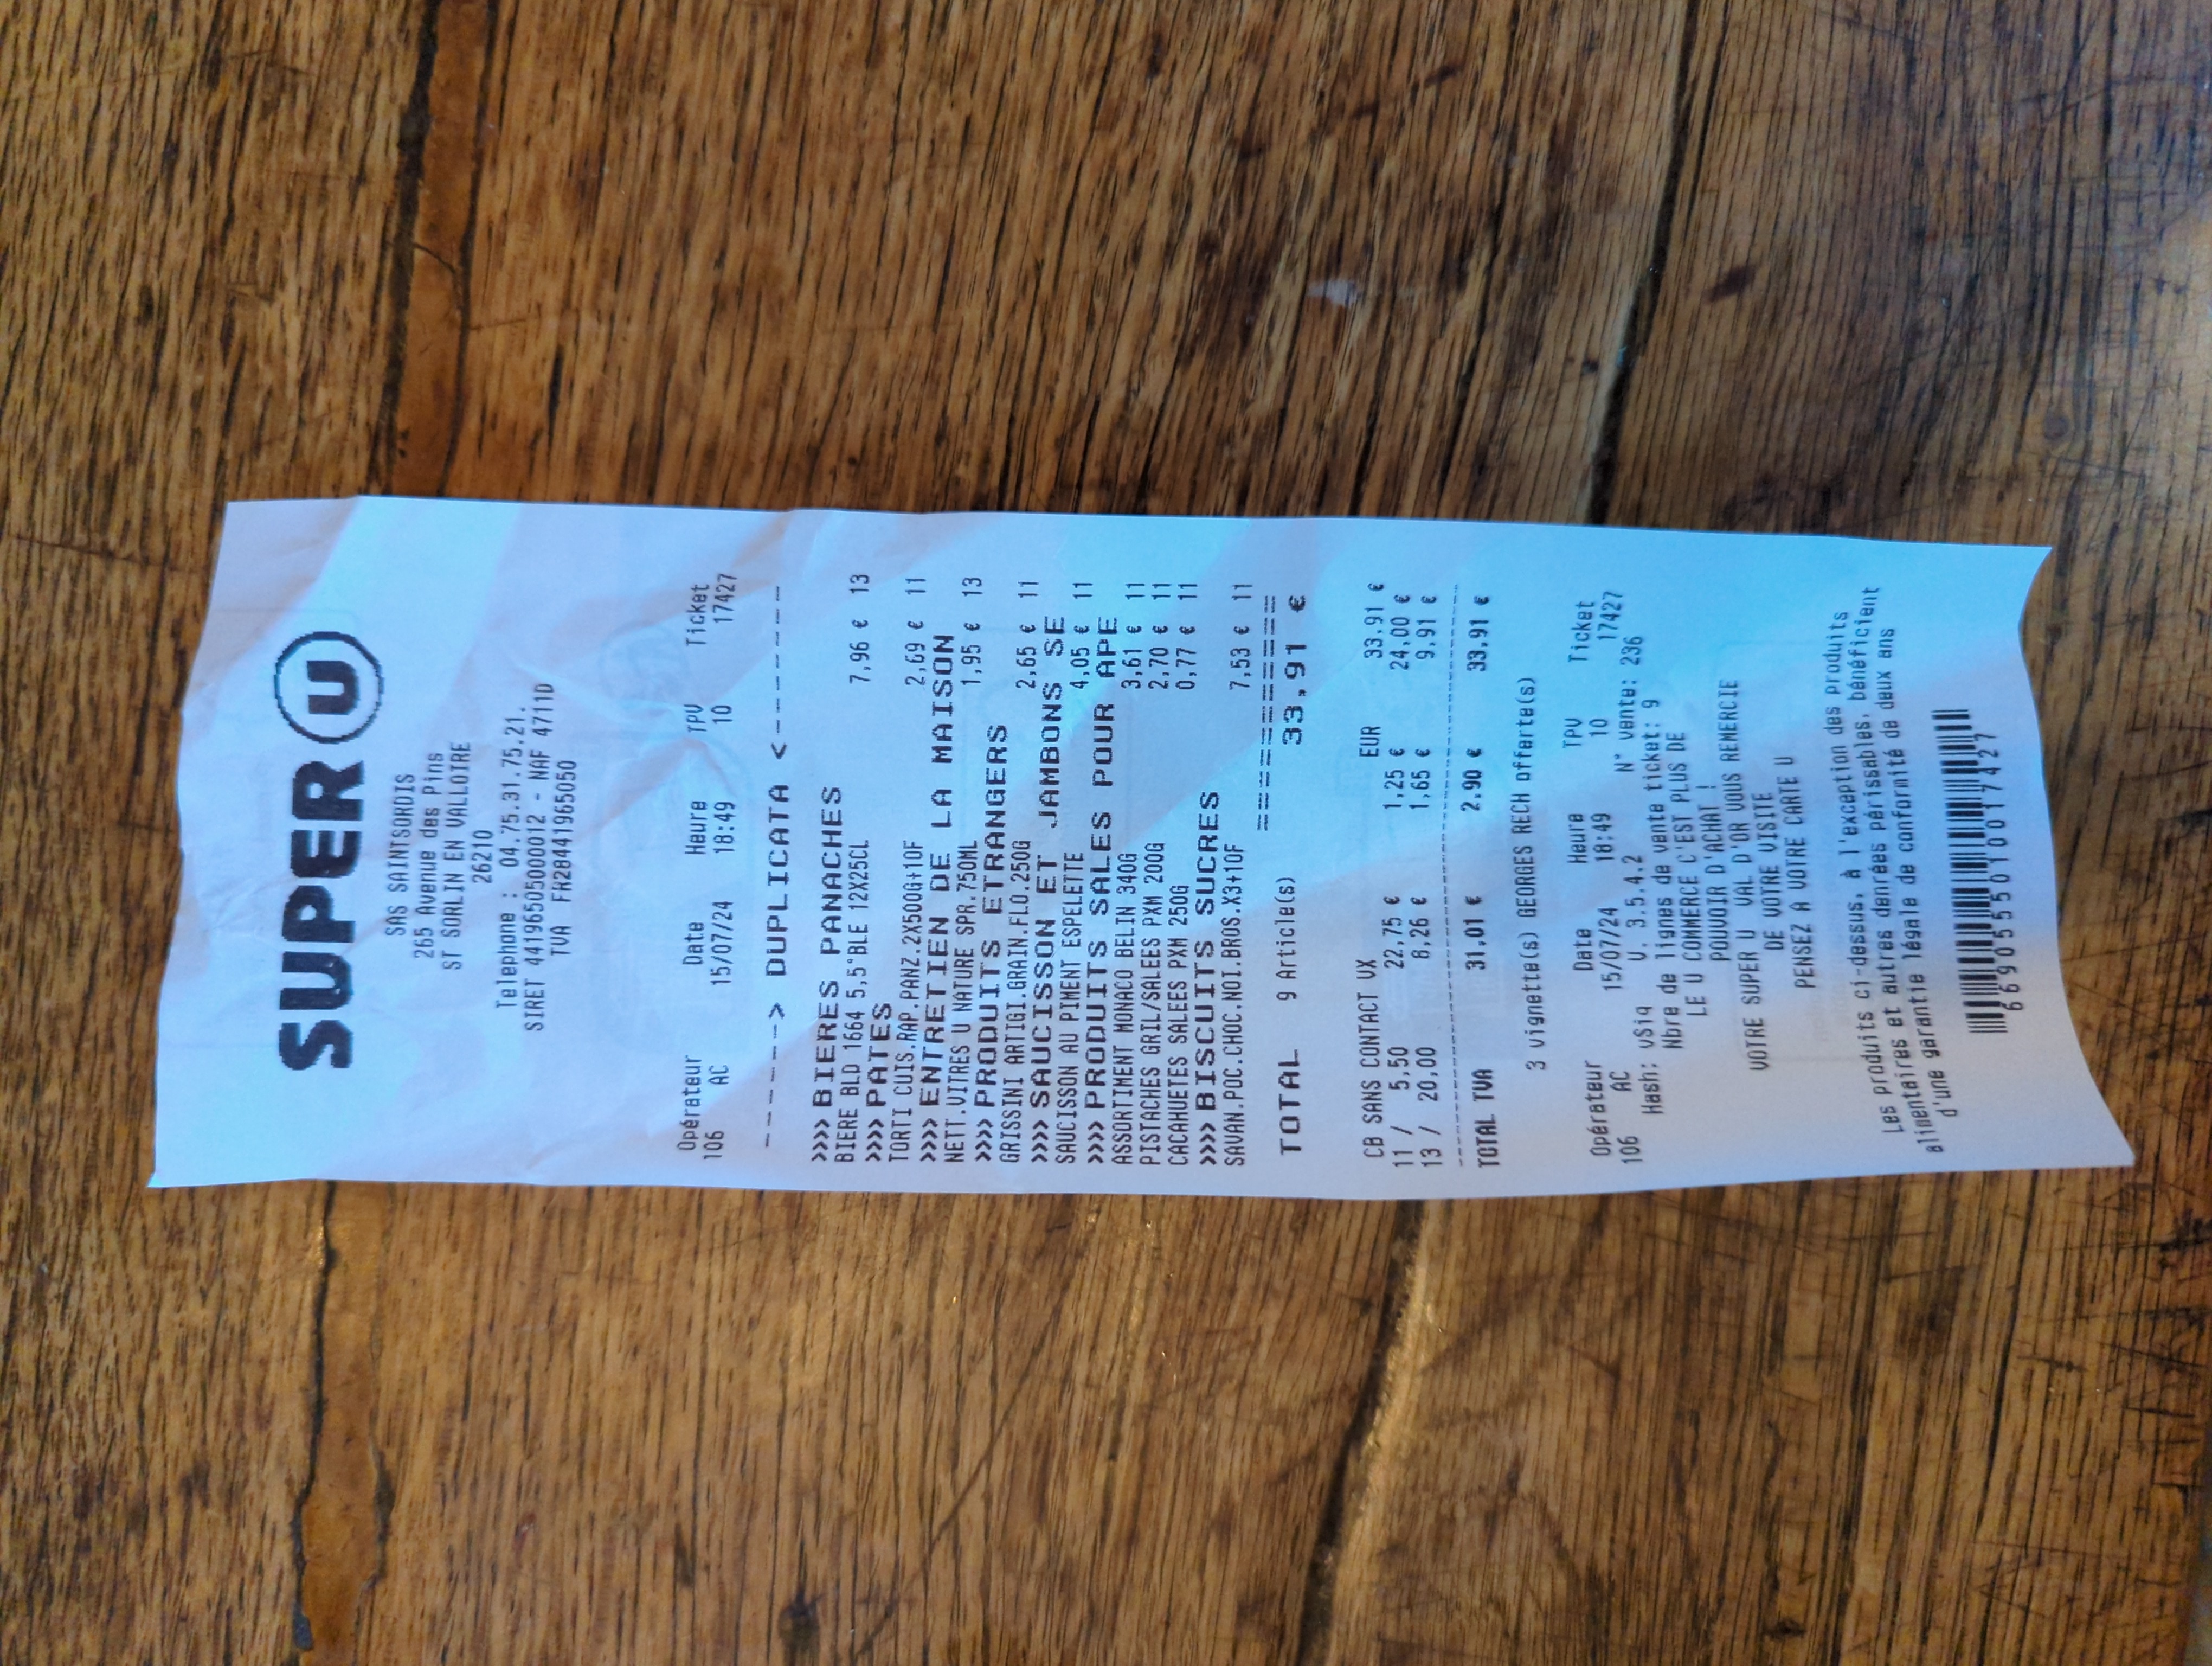 SUPER U
SAS SAINTSORDIS
265 Avenue des Pins
ST SORLIN EN VALLOIRE
26210
Telephone : 04.75.31.75.21.
SIRET 44196505000012 - NAF 4711D
TVA FR28441965050
Opérateur Date Heure TPV Ticket
106 AC 15/07/24 18:49 10 17427
------> DUPLICATA <-------
»»» BIERES PANACHES
BIERE BLD 1664 5,5°BLE 12X25CL 7,96 € 13
»»» PATES
TORTI CUIS.RAP.PANZ.2X500G+10F 2,69 € 11
»»» ENTRETIEN DE LA MAISON
NETT.VITRES U NATURE SPR.750ML 1,95 € 13
»»» PRODUITS ETRANGERS
GRISSINI ARTIGI.GRAIN.FLO.250G 2,65 € 11
»»» SAUCISSON ET JAMBONS SE
SAUCISSON AU PIMENT ESPELETTE 4,05 € 11
»»» PRODUITS SALES POUR APE
ASSORTIMENT MONACO BELIN 340G 3,61 € 11
PISTACHES GRIL/SALEES PXM 200G 2,70 € 11
CACAHUETES SALEES PXM 250G 0,77 € 11
»»» BISCUITS SUCRES
SAVAN.POC.CHOC.NOI.BROS.X3+10F 7,53 € 11
===========
TOTAL 9 Article(s) 33,91 €
CB SANS CONTACT VX EUR 33.91 €
11 / 5,50 22,75 € 1,25 € 24,00 €
13 / 20,00 8,26 € 1,65 € 9,91 €
TOTAL TVA 31,01 € 2,90 € 33,91 €
3 vignette(s) GEORGES RECH offerte(s)
Opérateur Date Heure TPV Ticket
106 AC 15/07/24 18:49 10 17427
Hash: vSiq V. 3.5.4.2 N° vente: 236
Nbre de lignes de vente ticket: 9
LE U COMMERCE C'EST PLUS DE
POUVOIR D'ACHAT !
VOTRE SUPER U VAL D'OR VOUS REMERCIE
DE VOTRE VISITE
PENSEZ A VOTRE CARTE U
Les produits ci-dessus, à l'exception des produits
alimentaires et autres denrées périssables, bénéficient
d'une garantie légale de conformité de deux ans
6690555010017427